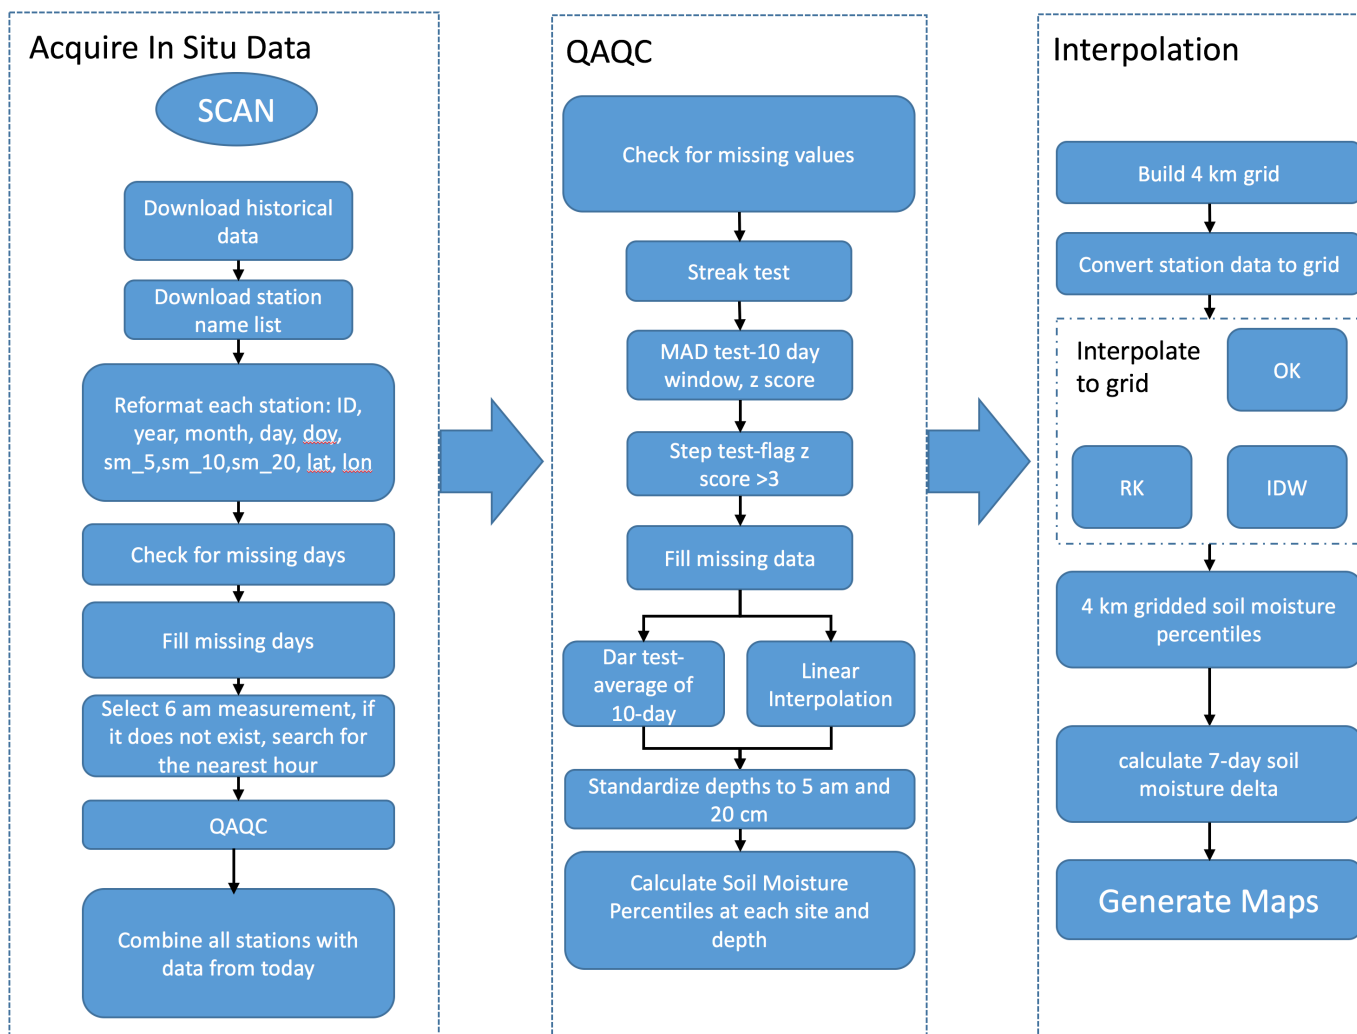 Acquire In Situ Data
SCAN
Download historical
data
Download station
name list
Reformat each station: ID,
year, month, day, doy,
sm_5,sm_10,sm_20, lat, lon
Check for missing days
Fill missing days
Select 6 am measurement, if
it does not exist, search for
the nearest hour
QAQC
Combine all stations with
data from today
QAQC
Check for missing values
Streak test
MAD test-10 day
window, z score
Step test-flag z
score >3
Fill missing data
Dar test-
average of
10-day
Linear
Interpolation
Standardize depths to 5 am and
20 cm
Calculate Soil Moisture
Percentiles at each site and
depth
Interpolation
Build 4 km grid
Convert station data to grid
Interpolate
to grid
OK
RK
IDW
4 km gridded soil moisture
percentiles
calculate 7-day soil
moisture delta
Generate Maps